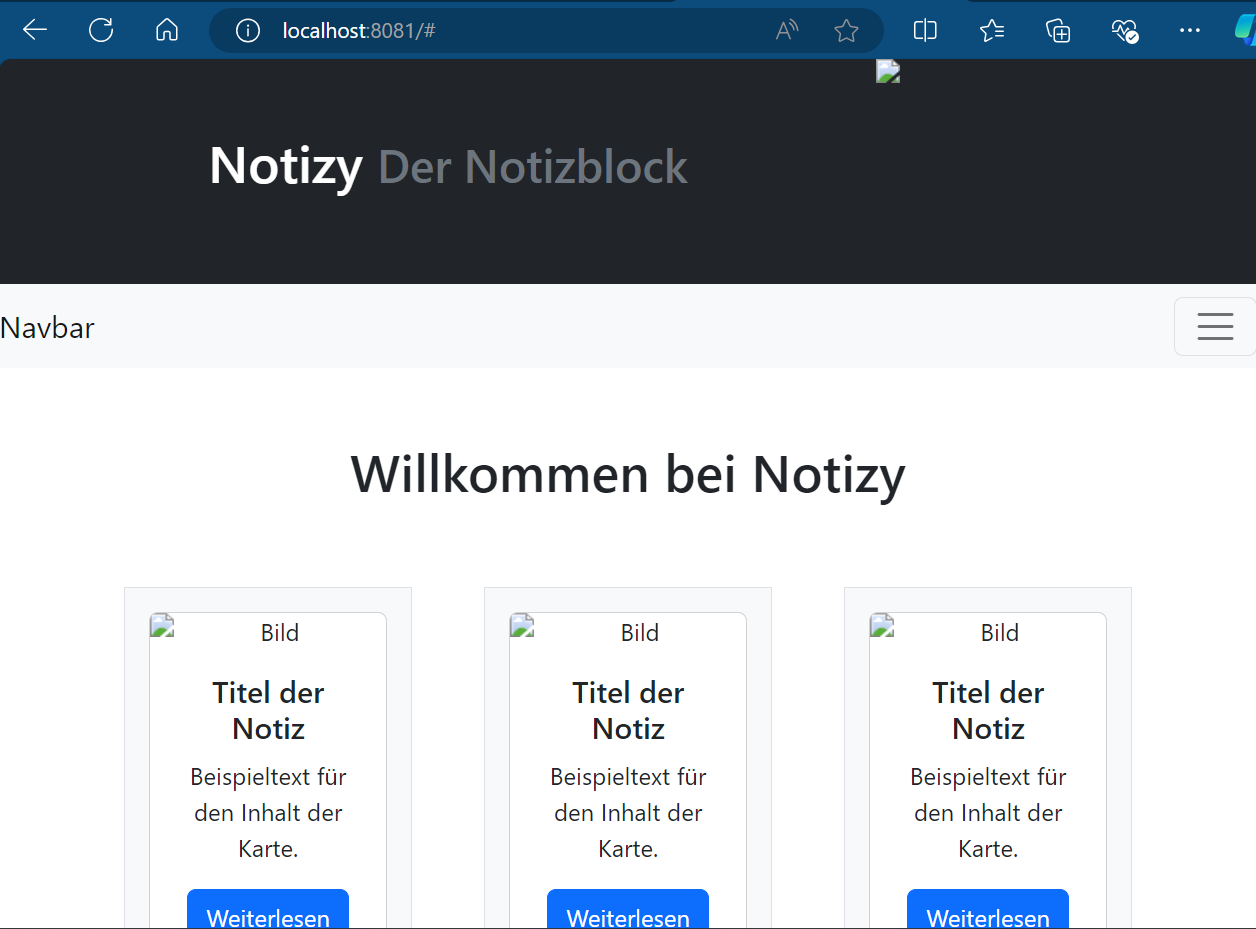 localhost:8081/#
Notizy Der Notizblock
Navbar
Willkommen bei Notizy
Bild
Titel der
Notiz
Beispieltext für
den Inhalt der
Karte.
Weiterlesen
Bild
Titel der
Notiz
Beispieltext für
den Inhalt der
Karte.
Weiterlesen
Bild
Titel der
Notiz
Beispieltext für
den Inhalt der
Karte.
Weiterlesen